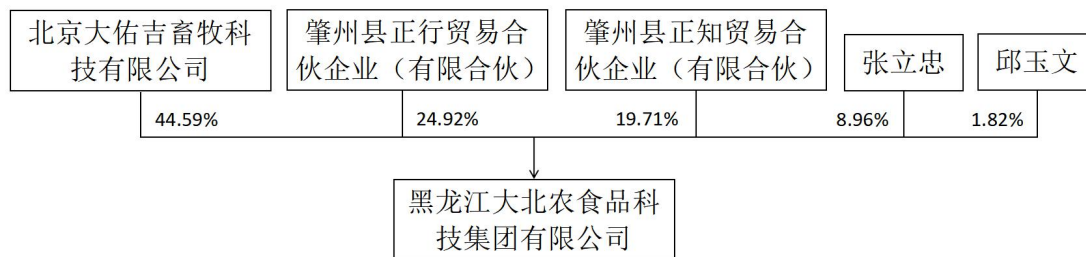 北京大佑吉畜牧科
技有限公司
肇州县正行贸易合
伙企业（有限合伙）
肇州县正知贸易合
伙企业（有限合伙）
张立忠
邱玉文
44.59%
24.92%
19.71%
8.96%
1.82%
黑龙江大北农食品科
技集团有限公司